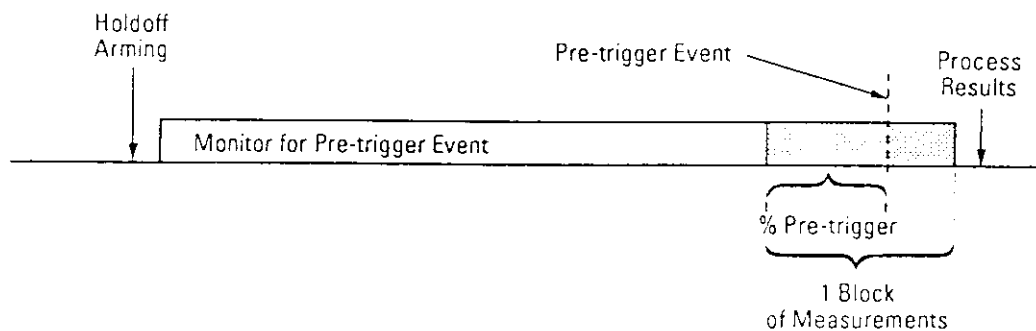 Holdoff
Arming
Pre-trigger Event
Process
Results
Monitor for Pre-trigger Event
% Pre-trigger
1 Block
of Measurements